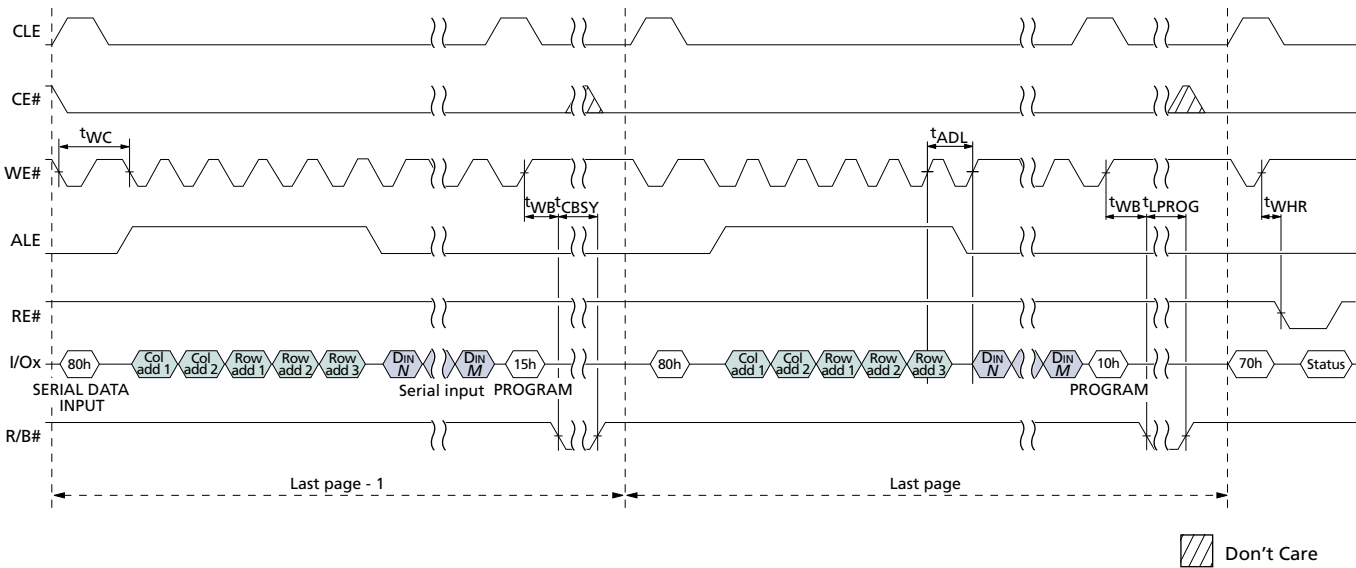 CLE
CE#
tWC
tADL
WE#
tWB tCBSY
tWB tLPROG
tWHR
ALE
RE#
I/Ox
80h
Col add 1
Col add 2
Row add 1
Row add 2
Row add 3
DIN N
DIN M
15h
80h
Col add 1
Col add 2
Row add 1
Row add 2
Row add 3
DIN N
DIN M
10h
70h
Status
SERIAL DATA
INPUT
Serial input
PROGRAM
PROGRAM
R/B#
Last page - 1
Last page
Don't Care